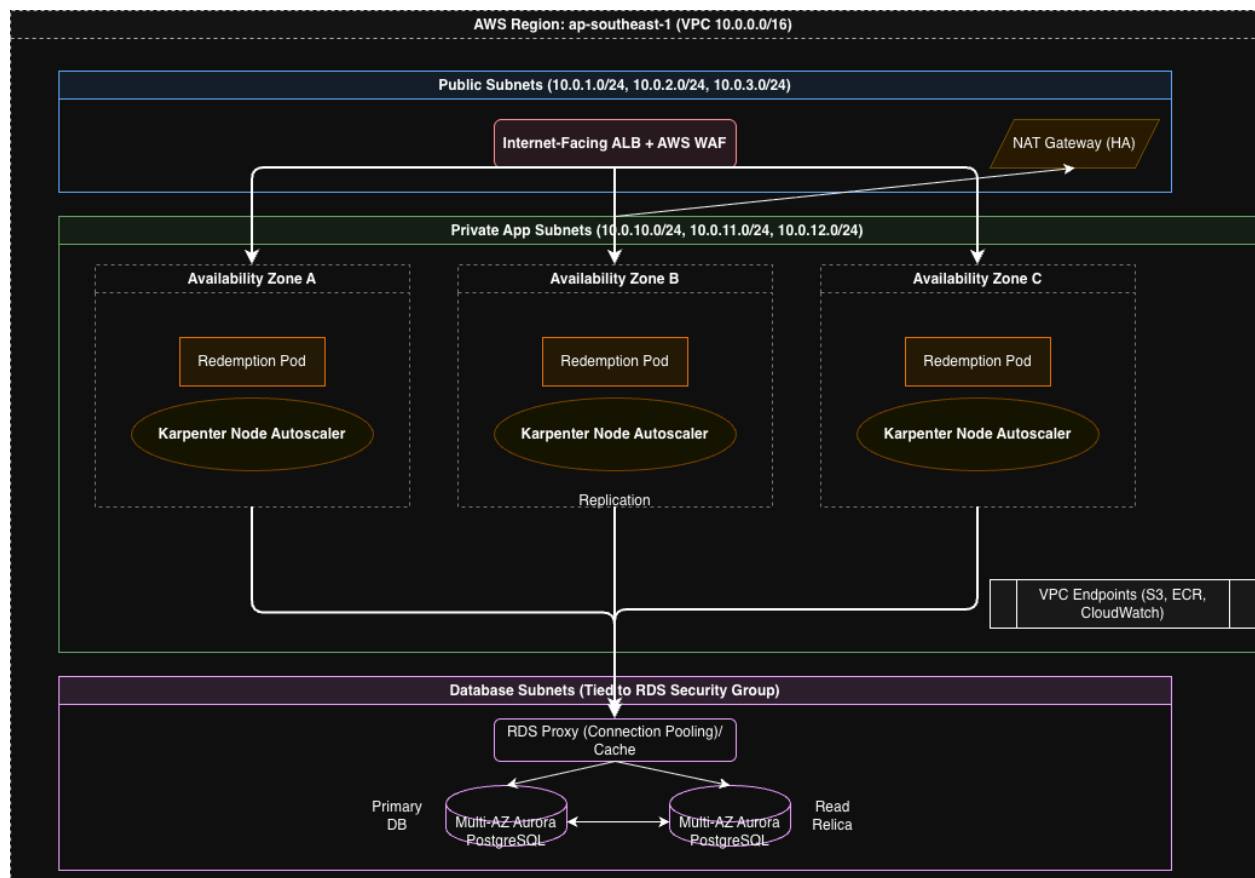 AWS Region: ap-southeast-1 (VPC 10.0.0.0/16)
Public Subnets (10.0.1.0/24, 10.0.2.0/24, 10.0.3.0/24)
Internet-Facing ALB + AWS WAF
NAT Gateway (HA)
Private App Subnets (10.0.10.0/24, 10.0.11.0/24, 10.0.12.0/24)
Availability Zone A
Availability Zone B
Availability Zone C
Redemption Pod
Redemption Pod
Redemption Pod
Karpenter Node Autoscaler
Karpenter Node Autoscaler
Karpenter Node Autoscaler
Replication
VPC Endpoints (S3, ECR,
CloudWatch)
Database Subnets (Tied to RDS Security Group)
RDS Proxy (Connection Pooling)/
Cache
Primary
DB
Multi-AZ Aurora
PostgreSQL
Multi-AZ Aurora
PostgreSQL
Read
Relica